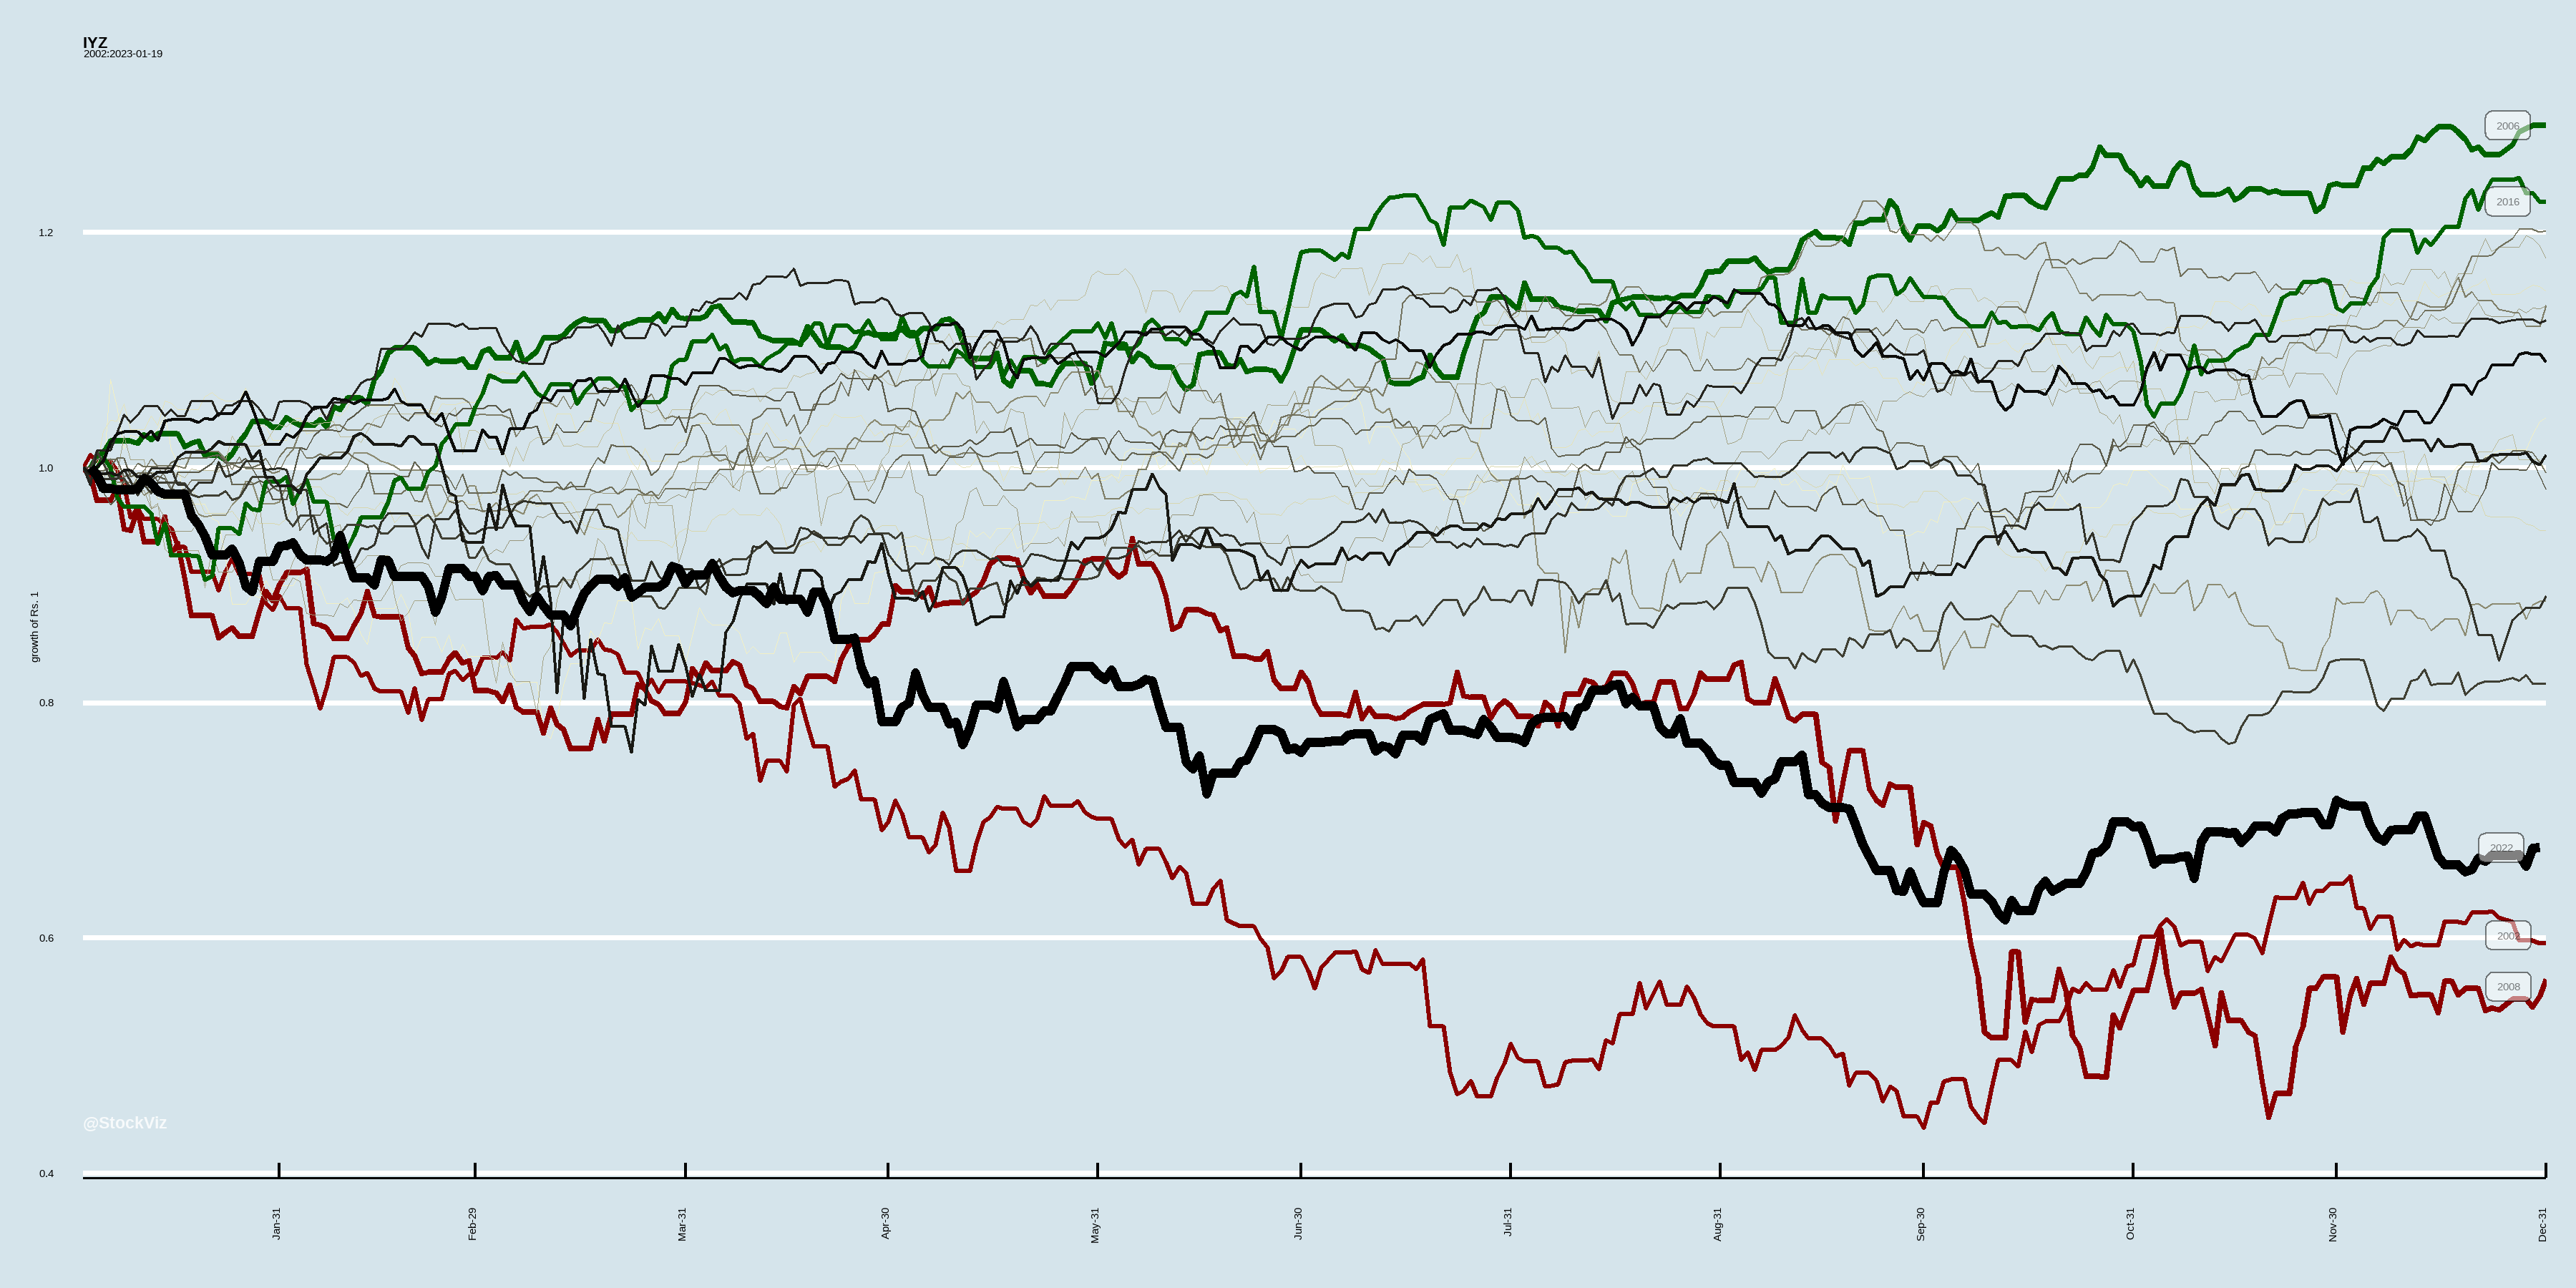 IYZ
2002:2023-01-19
2006
2016
1.2
1.0
growth of Rs. 1
0.8
2022
0.6
2002
2008
@StockViz
0.4
Jan-31
Feb-29
Mar-31
Apr-30
May-31
Jun-30
Jul-31
Aug-31
Sep-30
Oct-31
Nov-30
Dec-31